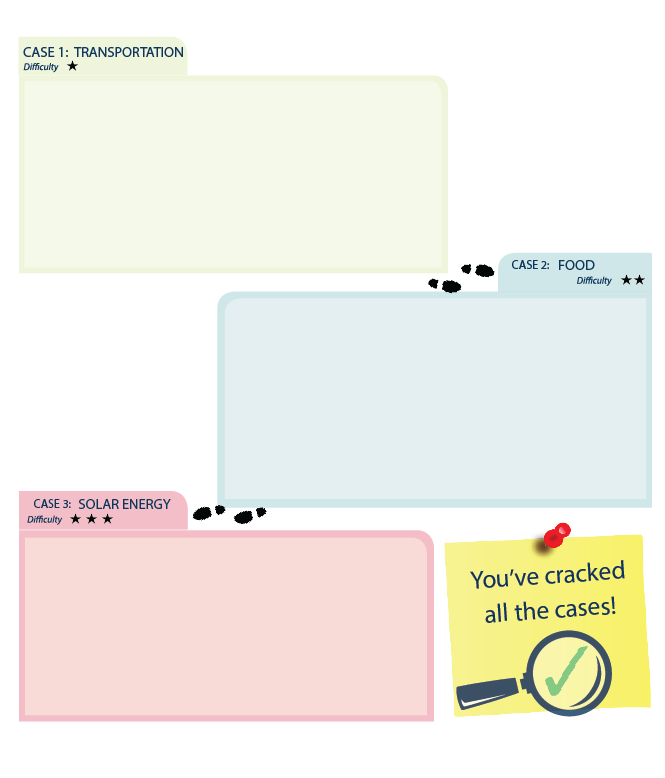 CASE 1: TRANSPORTATION
Difficulty ★
CASE 2: FOOD
Difficulty ★★
CASE 3: SOLAR ENERGY
Difficulty ★ ★ ★
You've cracked
all the cases!